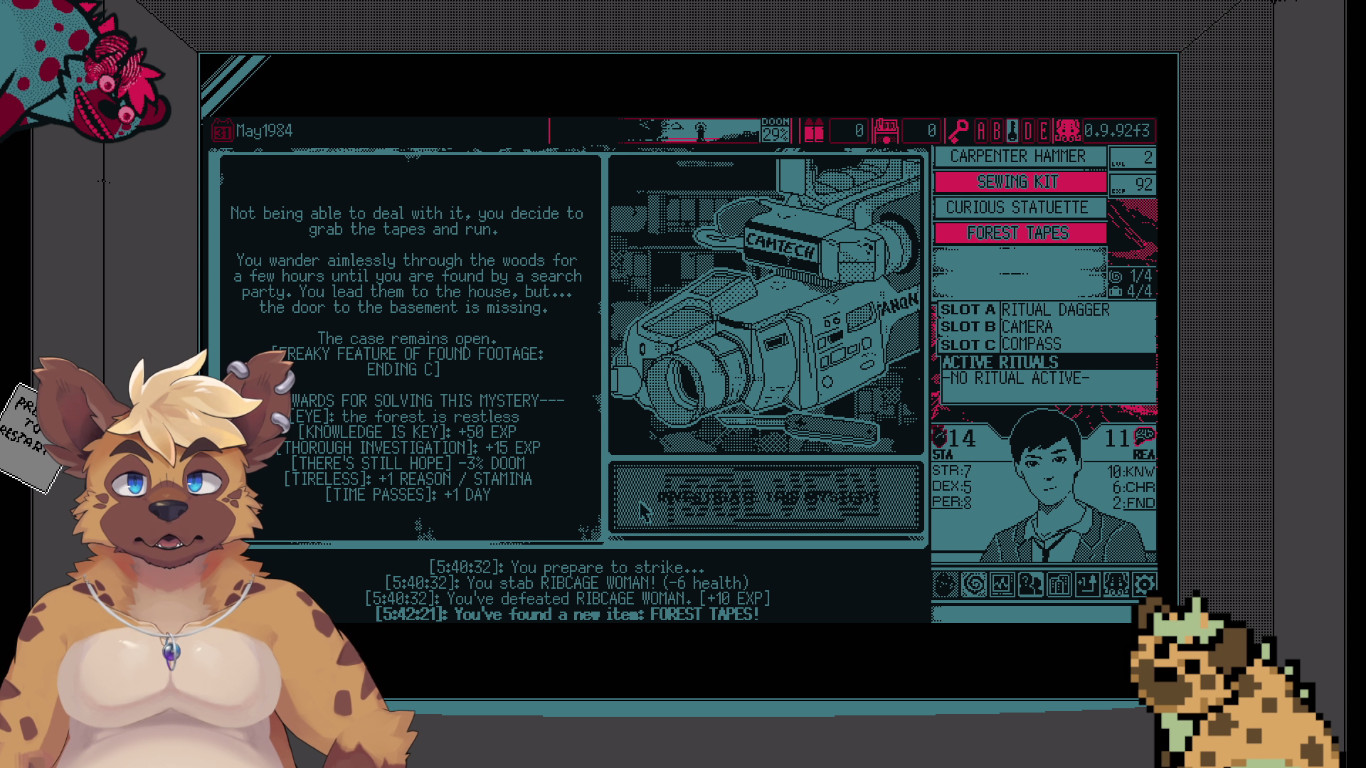 May1984
DOOM
29%
0
0
A B D E
0.9.92f3
CARPENTER HAMMER
LVL 2
SEWING KIT
EXP 92
CURIOUS STATUETTE
FOREST TAPES
1/4
4/4
SLOT A RITUAL DAGGER
SLOT B CAMERA
SLOT C COMPASS
ACTIVE RITUALS
-NO RITUAL ACTIVE-
14
STA
11
REA
STR:7
DEX:5
PER:8
10:KNW
6:CHR
2:FND
Not being able to deal with it, you decide to
grab the tapes and run.
You wander aimlessly through the woods for
a few hours until you are found by a search
party. You lead them to the house, but...
the door to the basement is missing.
The case remains open.
[FREAKY FEATURE OF FOUND FOOTAGE:
ENDING C]
WARDS FOR SOLVING THIS MYSTERY---
[EYE]: the forest is restless
[KNOWLEDGE IS KEY]: +50 EXP
[THOROUGH INVESTIGATION]: +15 EXP
[THERE'S STILL HOPE] -3% DOOM
[TIRELESS]: +1 REASON / STAMINA
[TIME PASSES]: +1 DAY
CAMTECH
CANON
[5:40:32]: You prepare to strike...
[5:40:32]: You stab RIBCAGE WOMAN! (-6 health)
[5:40:32]: You've defeated RIBCAGE WOMAN. [+10 EXP]
[5:42:21]: You've found a new item: FOREST TAPES!
TO
RESTART